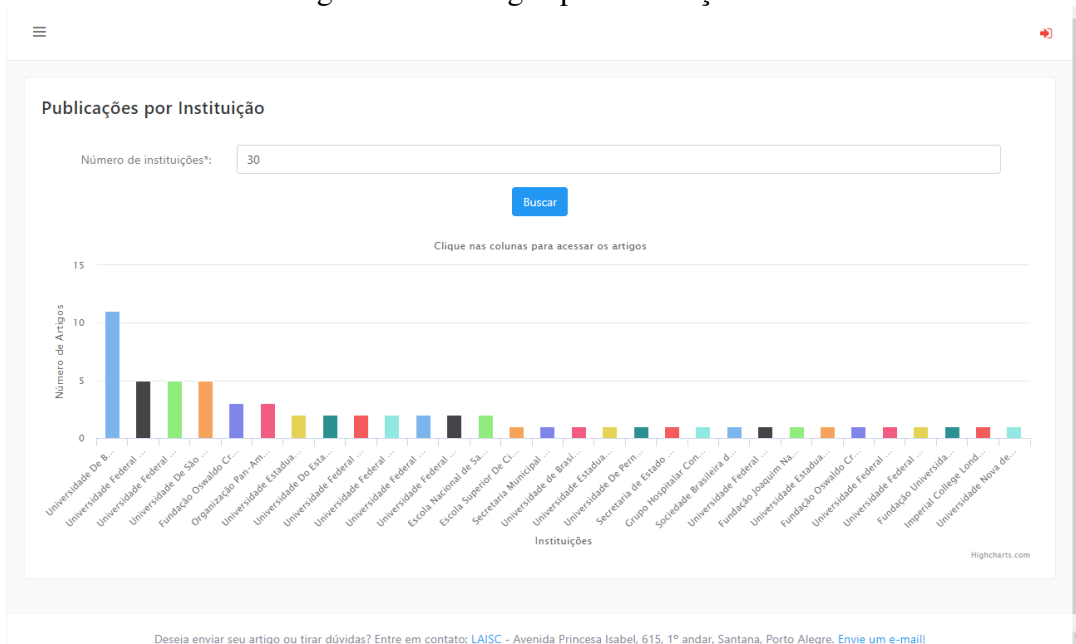 Publicações por Instituição
Número de instituições*:
30
Buscar
Clique nas colunas para acessar os artigos
15
10
5
0
Número de Artigos
Universidade De B...
Universidade Federal ...
Universidade Federal ...
Universidade De São ...
Fundação Oswaldo Cr...
Organização Pan-Am...
Universidade Estadua...
Universidade Do Esta...
Universidade Federal ...
Universidade Federal ...
Universidade Federal ...
Universidade Federal ...
Escola Nacional de Sa...
Escola Superior De Ci...
Secretaria Municipal ...
Universidade de Brasí...
Universidade Estadua...
Universidade De Pern...
Secretaria de Estado ...
Grupo Hospitalar Con...
Sociedade Brasileira d...
Universidade Federal ...
Fundação Joaquim Na...
Universidade Estadua...
Fundação Oswaldo Cr...
Universidade Federal ...
Universidade Federal ...
Fundação Universida...
Imperial College Lond...
Universidade Nova de...
Instituições
Highcharts.com
Deseja enviar seu artigo ou tirar dúvidas? Entre em contato: LAISC - Avenida Princesa Isabel, 615, 1º andar, Santana, Porto Alegre. Envie um e-mail!